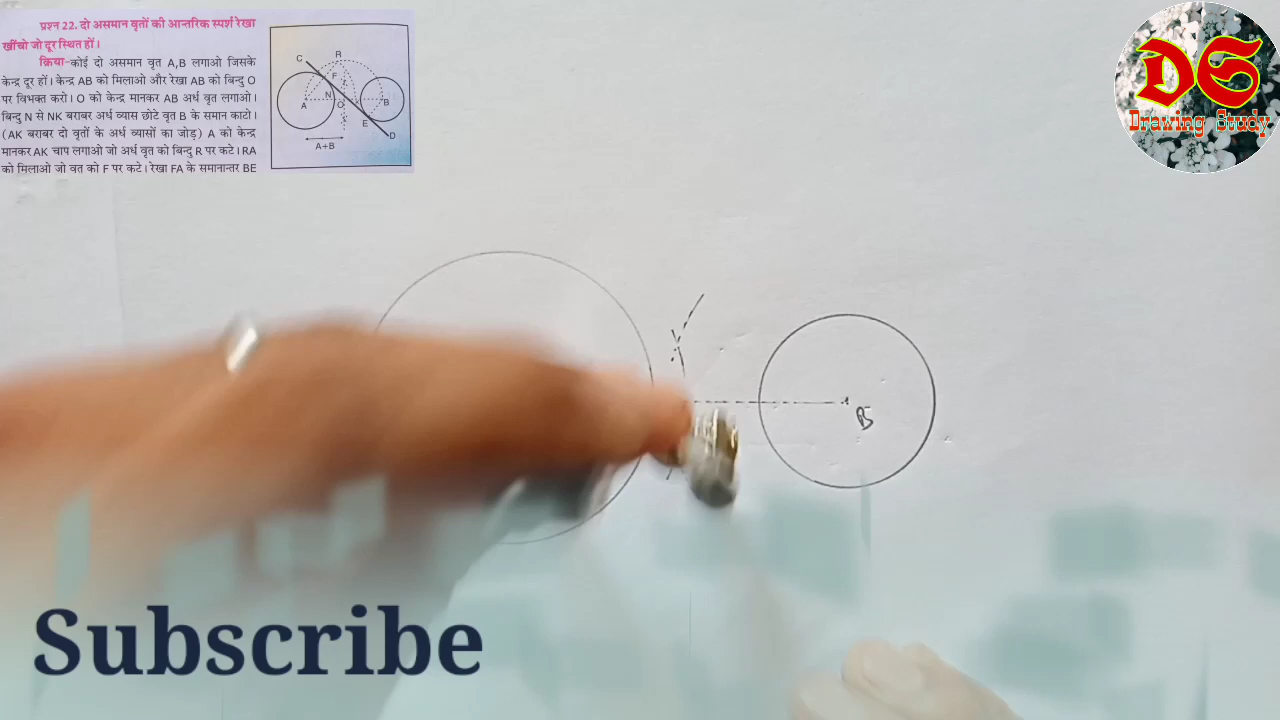 प्रश्न 22. दो असमान वृतों की आन्तरिक स्पर्श रेखा
खींचो जो दूर स्थित हों।
क्रिया-कोई दो असमान वृत A,B लगाओ जिसके
केन्द्र दूर हों। केन्द्र AB को मिलाओ और रेखा AB को बिन्दु O
पर विभक्त करो। O को केन्द्र मानकर AB अर्ध वृत लगाओ।
बिन्दु N से NK बराबर अर्ध व्यास छोटे वृत B के समान काटो।
(AK बराबर दो वृतों के अर्ध व्यासों का जोड़) A को केन्द्र
मानकर AK चाप लगाओ जो अर्ध वृत को बिन्दु R पर कटे। RA
को मिलाओ जो वृत को F पर कटे। रेखा FA के समानान्तर BE
C
R
F
N
A
O
B
E
D
A+B
DS
Drawing Study
B
Subscribe